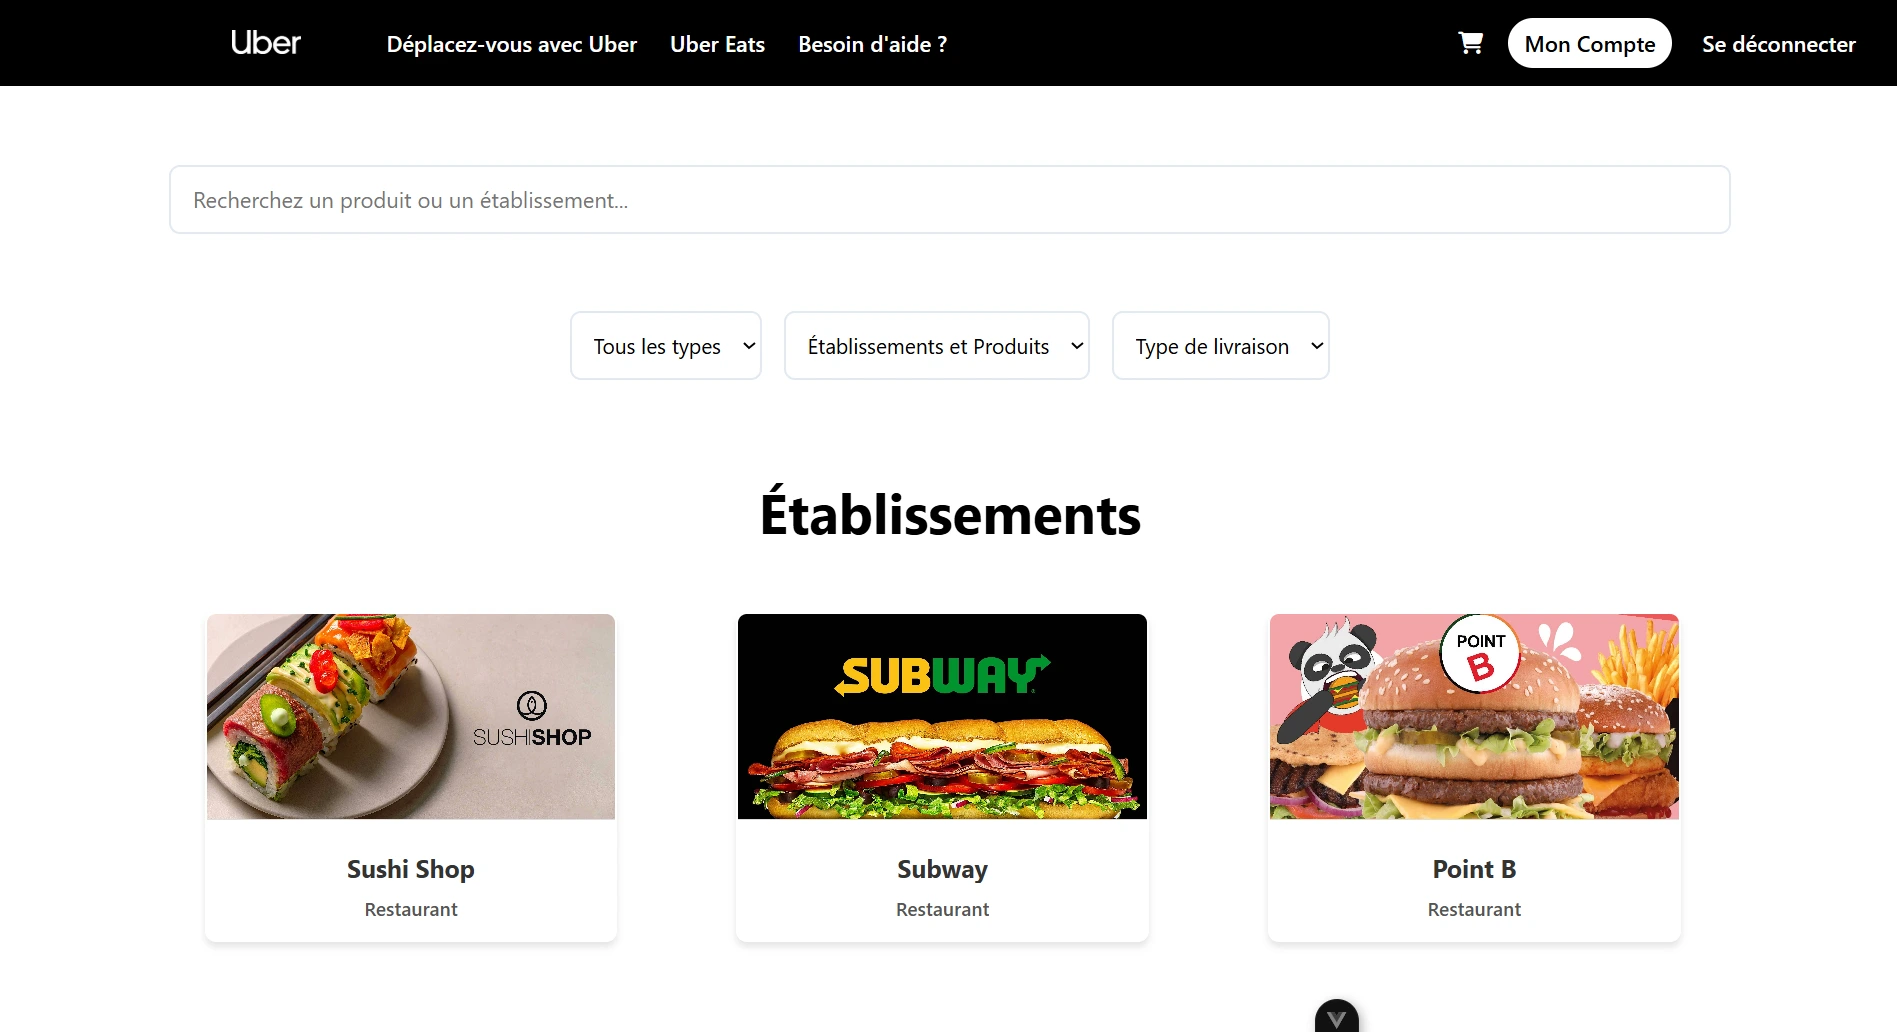 Uber Déplacez-vous avec Uber Uber Eats Besoin d'aide ? Mon Compte Se déconnecter
Recherchez un produit ou un établissement...
Tous les types Établissements et Produits Type de livraison
Établissements
SUSHISHOP
SUBWAY
POINT
B
Sushi Shop
Restaurant
Subway
Restaurant
Point B
Restaurant